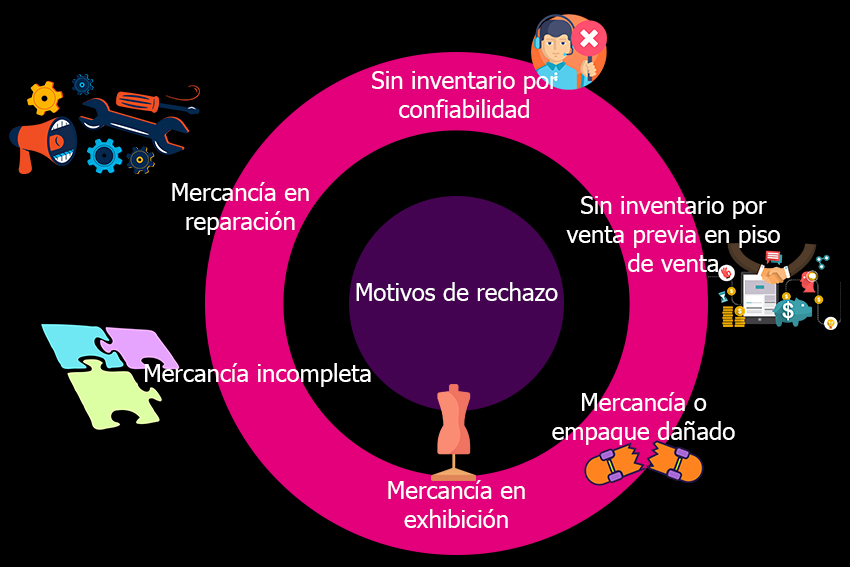 Sin inventario por
confiabilidad
Sin inventario por
venta previa en piso
de venta
Mercancía o
empaque dañado
Mercancía en
exhibición
Mercancía incompleta
Mercancía en
reparación
Motivos de rechazo
$